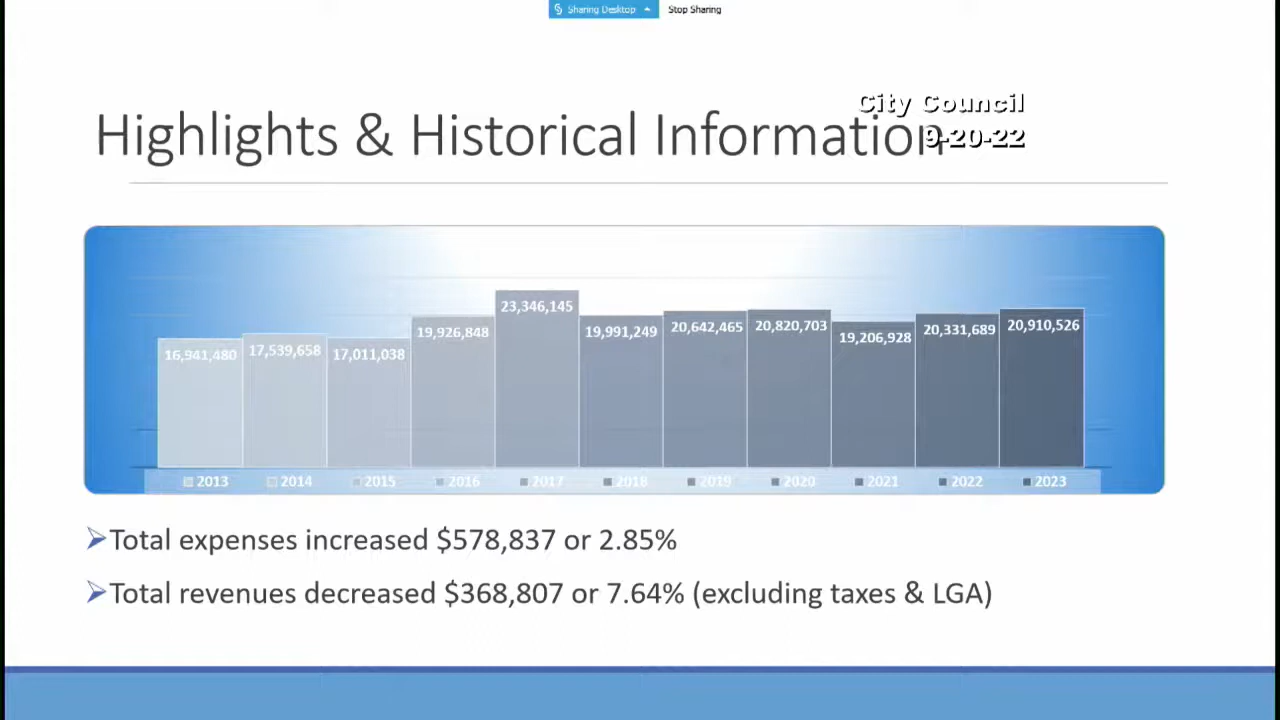 Sharing Desktop Stop Sharing
City Council
Highlights & Historical Information
9-20-22
16,941,480 17,539,658 17,011,038 19,926,848 23,346,145 19,991,249 20,642,465 20,820,703 19,206,928 20,331,689 20,910,526
2013 2014 2015 2016 2017 2018 2019 2020 2021 2022 2023
Total expenses increased $578,837 or 2.85%
Total revenues decreased $368,807 or 7.64% (excluding taxes & LGA)